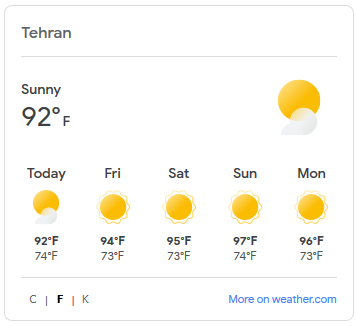 Tehran
Sunny
92° F
Today Fri Sat Sun Mon
92°F 94°F 95°F 97°F 96°F
74°F 73°F 73°F 74°F 73°F
C | F | K More on weather.com